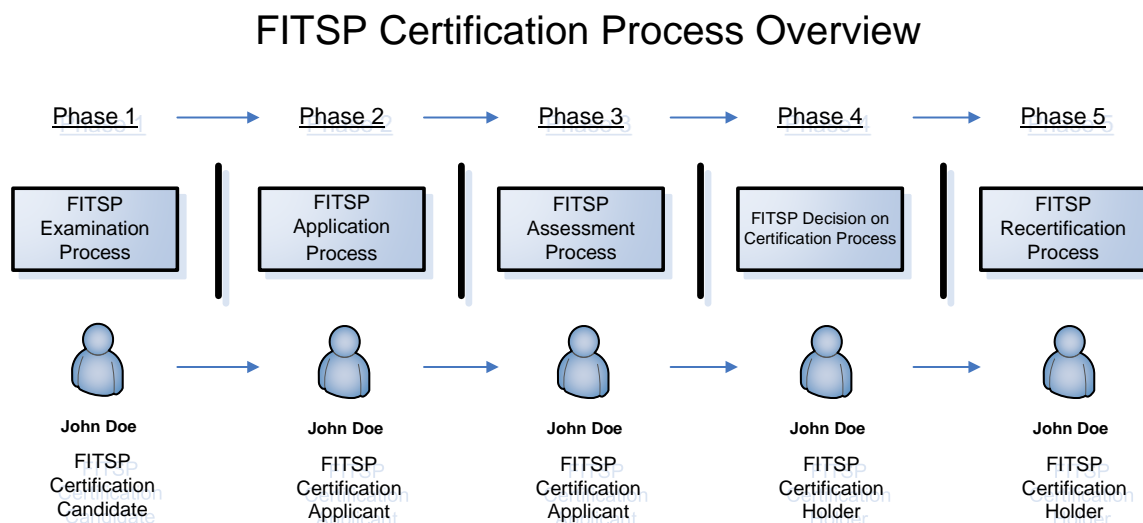 FITSP Certification Process Overview
Phase 1
Phase 2
Phase 3
Phase 4
Phase 5
FITSP
Examination
Process
FITSP
Application
Process
FITSP
Assessment
Process
FITSP Decision on
Certification Process
FITSP
Recertification
Process
John Doe
FITSP
Certification
Candidate
John Doe
FITSP
Certification
Applicant
John Doe
FITSP
Certification
Applicant
John Doe
FITSP
Certification
Holder
John Doe
FITSP
Certification
Holder